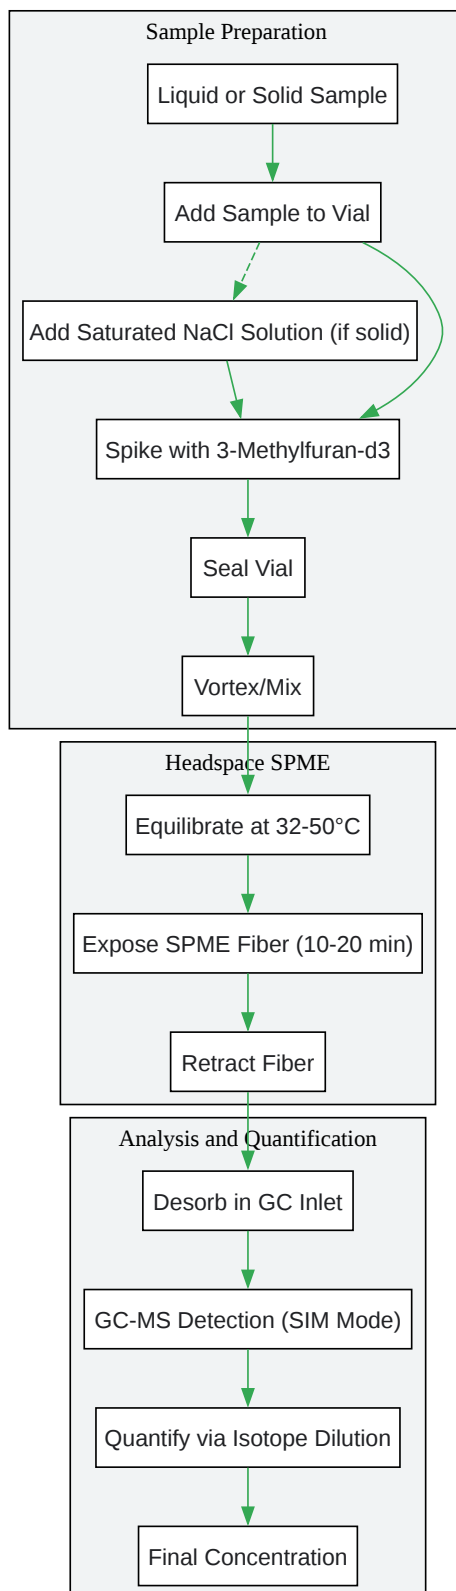 Sample Preparation
Liquid or Solid Sample
Add Sample to Vial
Add Saturated NaCl Solution (if solid)
Spike with 3-Methylfuran-d3
Seal Vial
Vortex/Mix
Headspace SPME
Equilibrate at 32-50°C
Expose SPME Fiber (10-20 min)
Retract Fiber
Analysis and Quantification
Desorb in GC Inlet
GC-MS Detection (SIM Mode)
Quantify via Isotope Dilution
Final Concentration